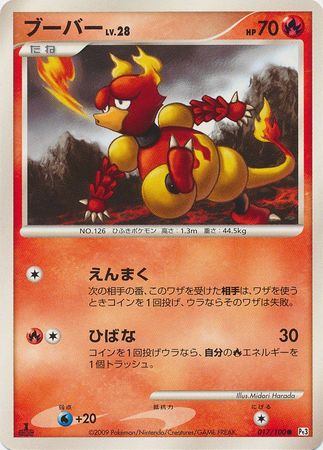 ブーバー LV.28 HP 70
たね
NO.126 ひふきポケモン 高さ:1.3m 重さ:44.5kg
えんまく
次の相手の番、このワザを受けた相手は、ワザを使う
ときコインを1回投げ、ウラならそのワザは失敗。
ひばな 30
コインを1回投げウラなら、自分のエネルギーを
1個トラッシュ。
Illus.Midori Harada
弱点 抵抗力 にげる
+20
©2009 Pokémon/Nintendo/Creatures/GAME FREAK.
017/100
Pt3